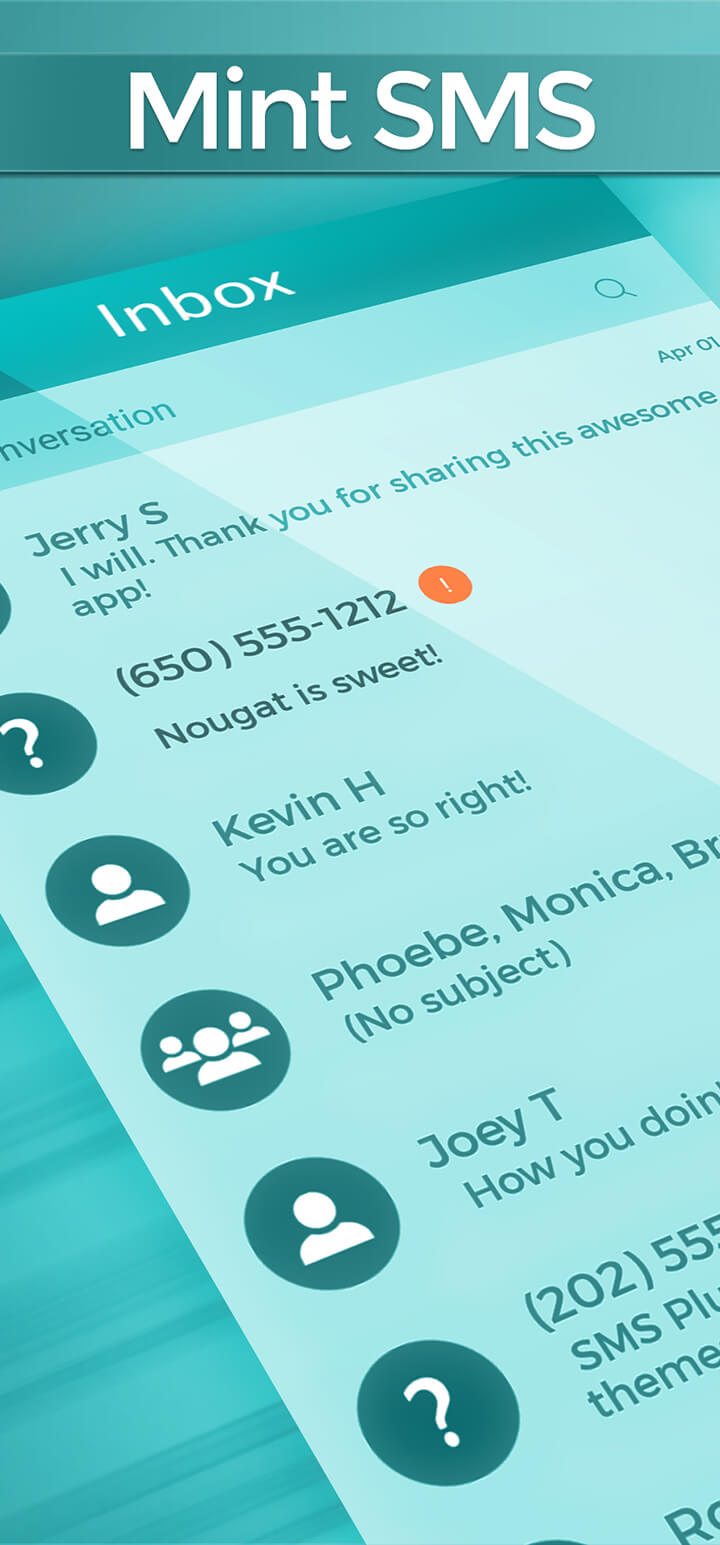 Mint SMS
Inbox
Apr 01
nversation
Jerry S
I will. Thank you for sharing this awesome
app!
(650) 555-1212 !
Nougat is sweet!
Kevin H
You are so right!
Phoebe, Monica, Br
(No subject)
Joey T
How you doin
(202) 555
SMS Plu
theme
Ro